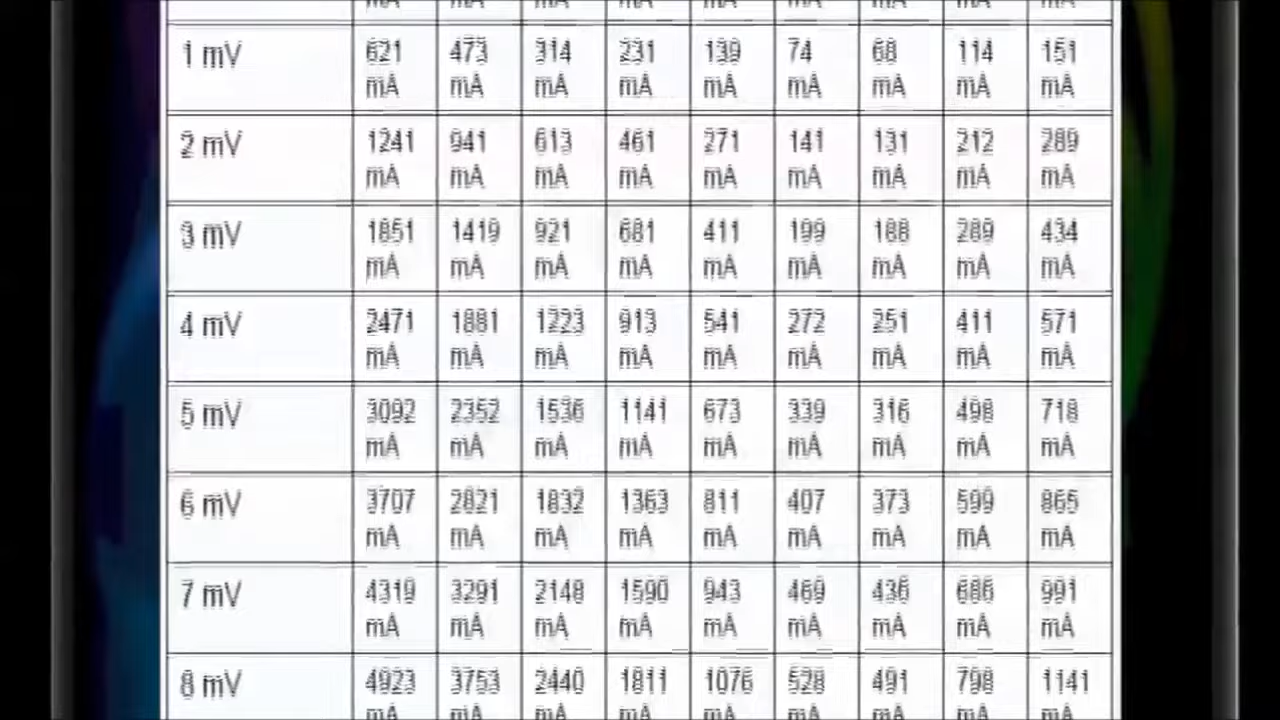 1 mV 621 473 314 231 139 74 68 114 151
mA mA mA mA mA mA mA mA mA
2 mV 1241 941 613 461 271 141 131 212 289
mA mA mA mA mA mA mA mA mA
3 mV 1851 1419 921 681 411 199 188 289 434
mA mA mA mA mA mA mA mA mA
4 mV 2471 1881 1223 913 541 272 251 411 571
mA mA mA mA mA mA mA mA mA
5 mV 3092 2352 1536 1141 673 339 316 498 718
mA mA mA mA mA mA mA mA mA
6 mV 3707 2821 1832 1363 811 407 373 599 865
mA mA mA mA mA mA mA mA mA
7 mV 4319 3291 2148 1590 943 469 436 686 991
mA mA mA mA mA mA mA mA mA
8 mV 4923 3753 2440 1811 1076 528 491 798 1141